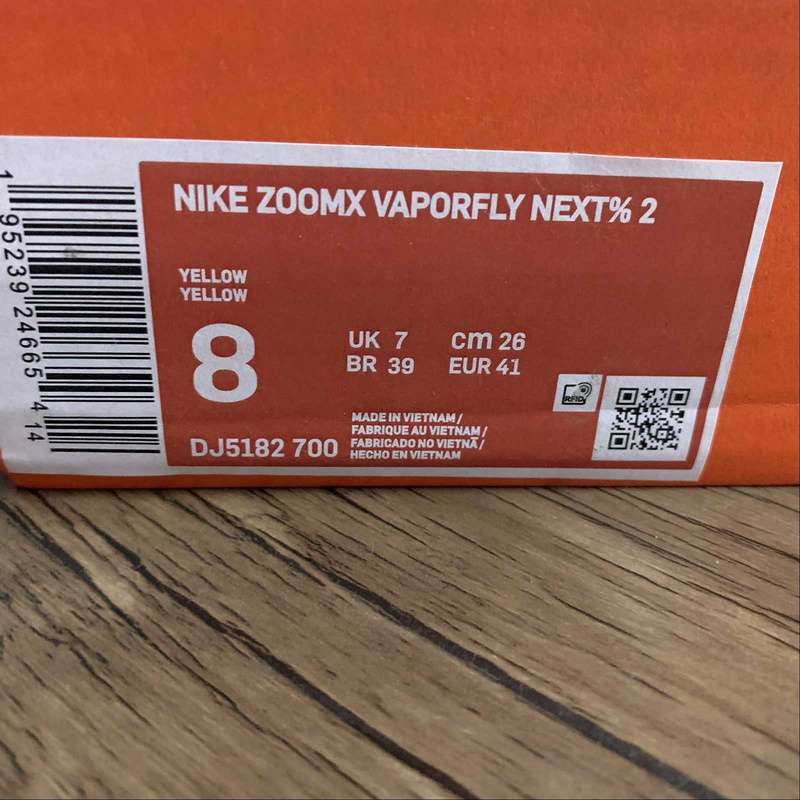 NIKE ZOOMX VAPORFLY NEXT% 2
YELLOW
YELLOW
8
UK 7 cm 26
BR 39 EUR 41
DJ5182 700
MADE IN VIETNAM/
FABRIQUE AU VIETNAM/
FABRICADO NO VIETNÃ/
HECHO EN VIETNAM
RFID
1 95239 24665 4 14